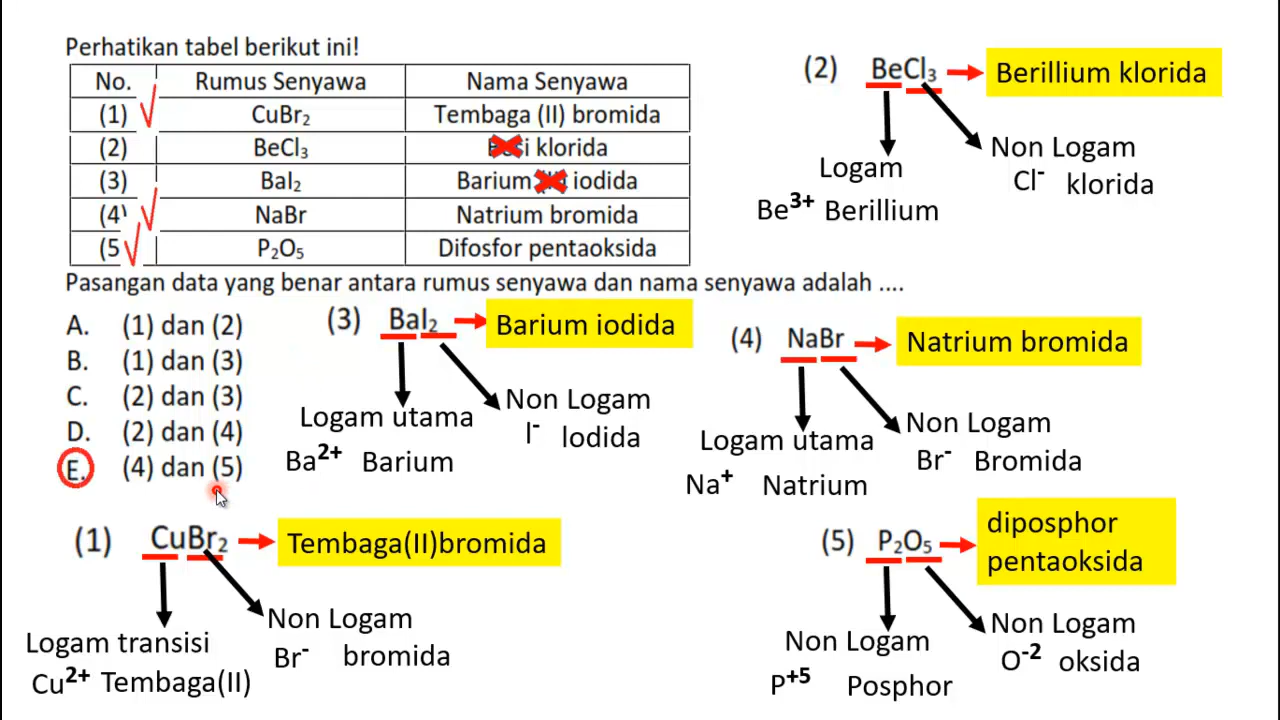 Perhatikan tabel berikut ini!
No. Rumus Senyawa Nama Senyawa
(1) CuBr₂ Tembaga (II) bromida
(2) BeCl₃ klorida
(3) BaI₂ Barium iodida
(4) NaBr Natrium bromida
(5 P₂O₅ Difosfor pentaoksida
Pasangan data yang benar antara rumus senyawa dan nama senyawa adalah ....
A. (1) dan (2)
B. (1) dan (3)
C. (2) dan (3)
D. (2) dan (4)
E. (4) dan (5)
(2) BeCl₃ Berillium klorida
Logam
Be³⁺ Berillium
Non Logam
Cl⁻ klorida
(3) BaI₂ Barium iodida
Logam utama
Ba²⁺ Barium
Non Logam
I⁻ Iodida
(4) NaBr Natrium bromida
Logam utama
Na⁺ Natrium
Non Logam
Br⁻ Bromida
(1) CuBr₂ Tembaga(II)bromida
Logam transisi
Cu²⁺ Tembaga(II)
Non Logam
Br⁻ bromida
(5) P₂O₅ diposphor
pentaoksida
Non Logam
P⁺⁵ Posphor
Non Logam
O⁻² oksida